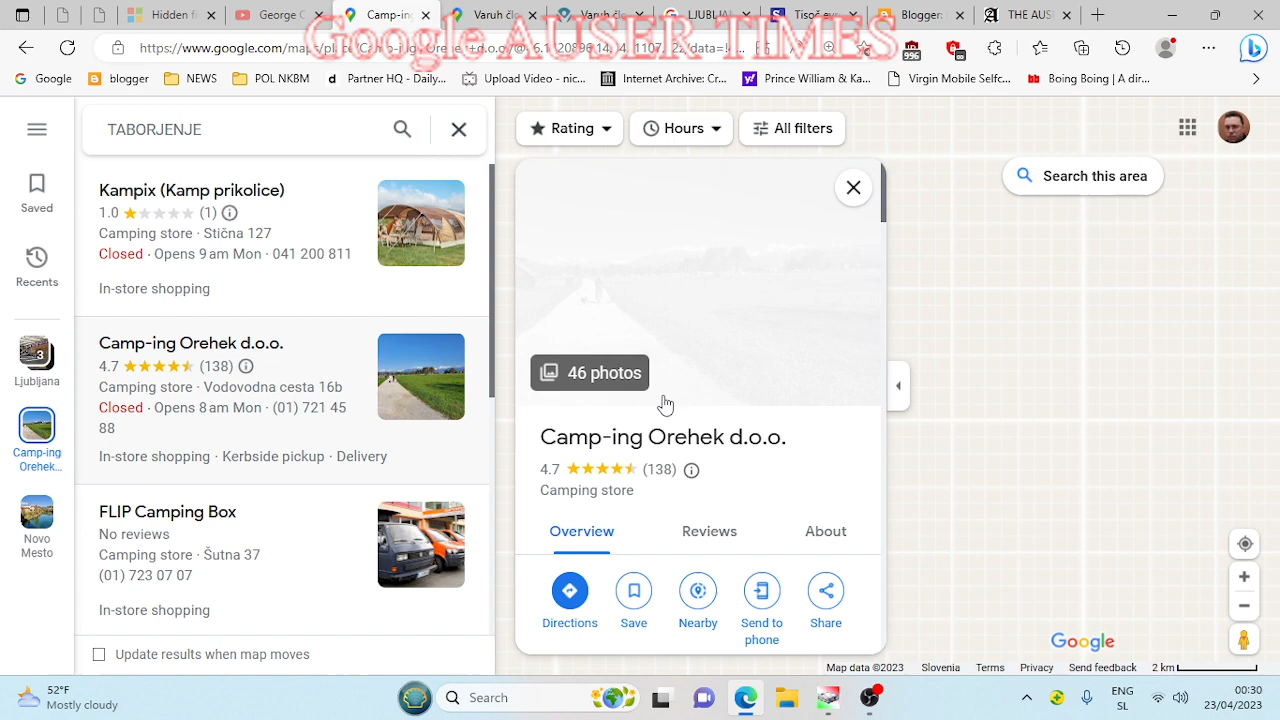 Google AUSER TIMES
Hidden F
George C
Parun
Google
(U
Tisoč
Blogger
THE AUS
https://www.google.com/
996
Google
blogger
NEWS
POL NKBM
Partner HQ - Daily...
Upload Video - nic...
Internet Archive: Cr...
Prince William & Ka...
Virgin Mobile Selfc...
Boing Boing | A dir...
TABORJENJE
Rating
Hours
All filters
Search this area
Saved
Recents
3
Ljubljana
Camp-ing
Orehek...
Novo
Mesto
Kampix (Kamp prikolice)
1.0 (1)
Camping store · Stična 127
Closed · Opens 9 am Mon · 041 200 811
In-store shopping
Camp-ing Orehek d.o.o.
4.7 (138)
Camping store · Vodovodna cesta 16b
Closed · Opens 8 am Mon · (01) 721 45
88
In-store shopping · Kerbside pickup · Delivery
FLIP Camping Box
No reviews
Camping store · Šutna 37
(01) 723 07 07
In-store shopping
Update results when map moves
46 photos
Camp-ing Orehek d.o.o.
4.7 (138)
Camping store
Overview
Reviews
About
Directions
Save
Nearby
Send to
phone
Share
Google
Map data ©2023
Slovenia
Terms
Privacy
Send feedback
2 km
52°F
Mostly cloudy
Search
ENG
SL
00:30
23/04/2023